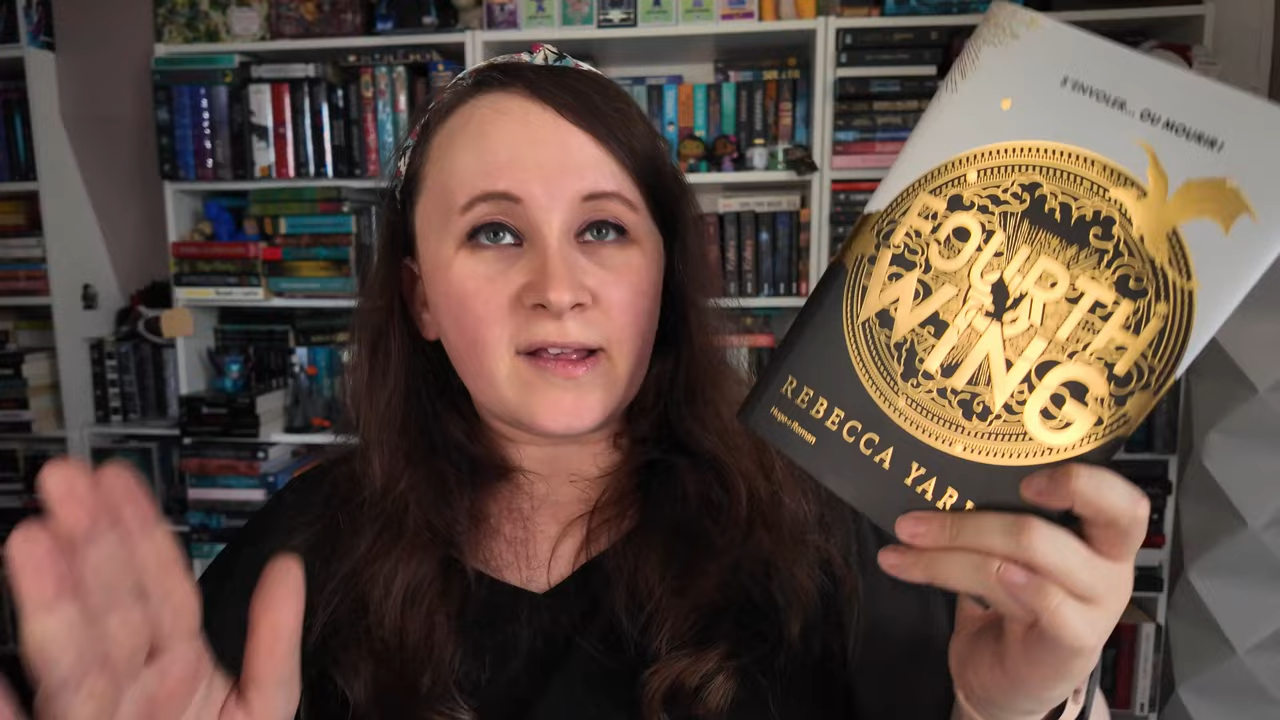 S'ENVOLER... OU MOURIR !
FOURTH
WING
REBECCA YARR
Hugo+Roman